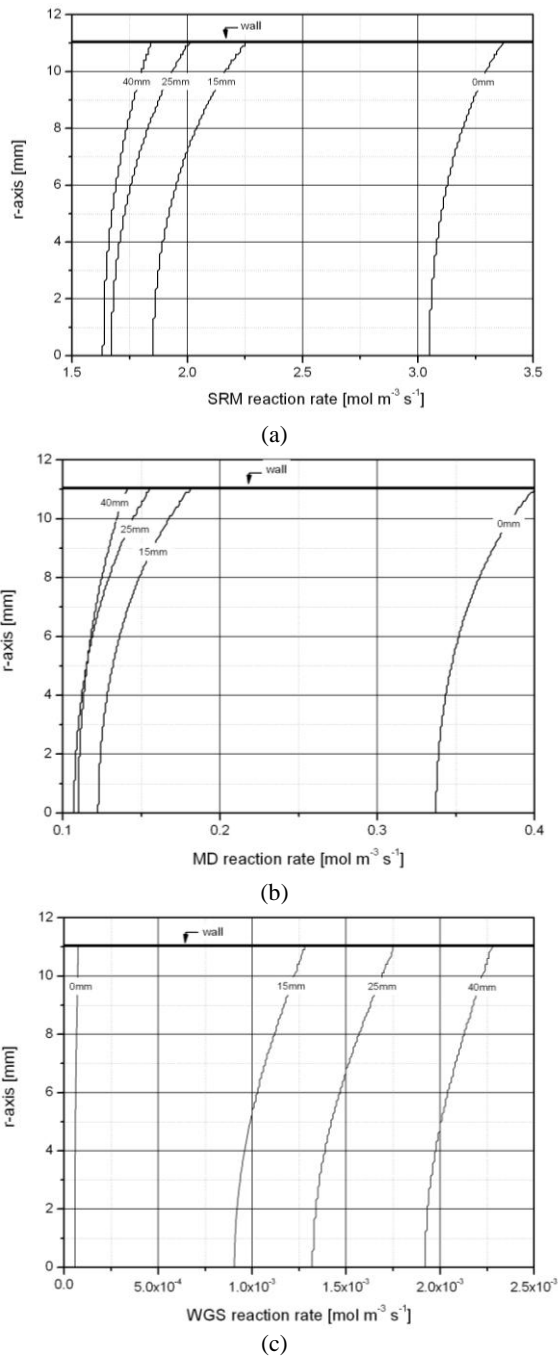 12
wall
10
40mm
25mm
15mm
0mm
8
6
4
2
0
r-axis [mm]
1.5
2.0
2.5
3.0
3.5
SRM reaction rate [mol m⁻³ s⁻¹]
(a)
12
wall
10
40mm
25mm
15mm
0mm
8
6
4
2
0
r-axis [mm]
0.1
0.2
0.3
0.4
MD reaction rate [mol m⁻³ s⁻¹]
(b)
12
wall
10
0mm
15mm
25mm
40mm
8
6
4
2
0
r-axis [mm]
0.0
5.0x10⁻⁴
1.0x10⁻³
1.5x10⁻³
2.0x10⁻³
2.5x10⁻³
WGS reaction rate [mol m⁻³ s⁻¹]
(c)